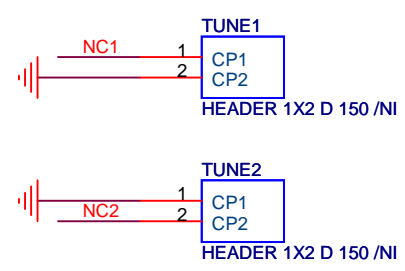 TUNE1
NC1 1 CP1
2 CP2
HEADER 1X2 D 150 /NI
TUNE2
1 CP1
NC2 2 CP2
HEADER 1X2 D 150 /NI